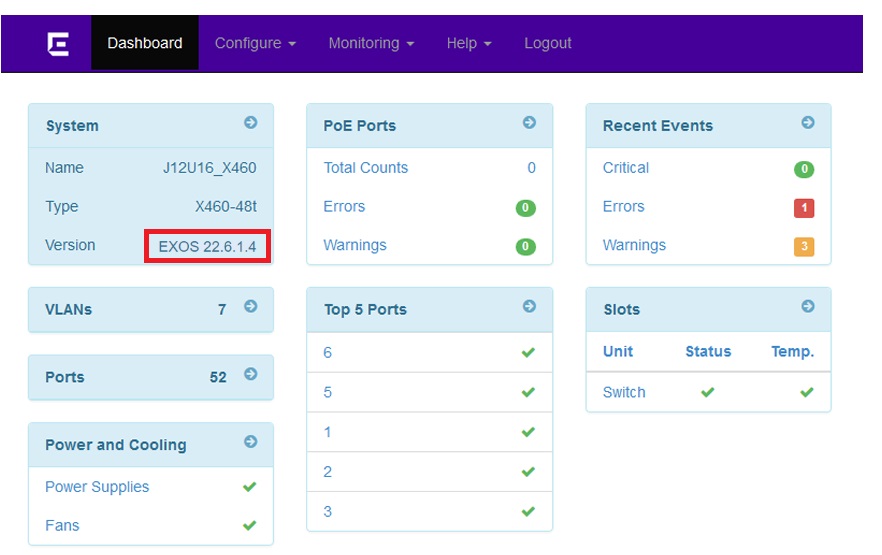 E Dashboard Configure Monitoring Help Logout
System
Name J12U16_X460
Type X460-48t
Version EXOS 22.6.1.4
PoE Ports
Total Counts 0
Errors 0
Warnings 0
Recent Events
Critical 0
Errors 1
Warnings 3
VLANs 7
Ports 52
Power and Cooling
Power Supplies
Fans
Top 5 Ports
6
5
1
2
3
Slots
Unit Status Temp.
Switch